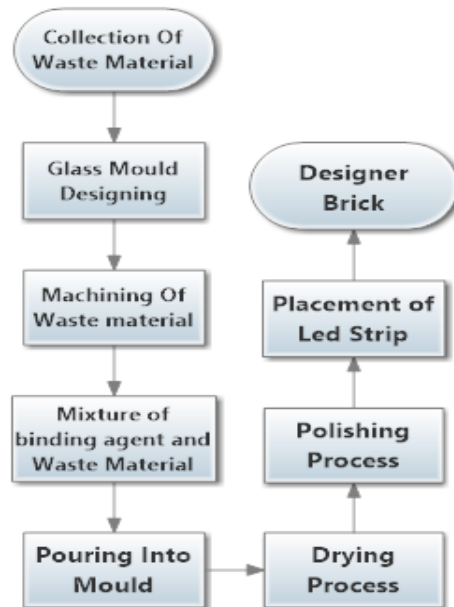 Collection Of
Waste Material
Glass Mould
Designing
Machining Of
Waste material
Mixture of
binding agent and
Waste Material
Pouring Into
Mould
Drying
Process
Polishing
Process
Placement of
Led Strip
Designer
Brick